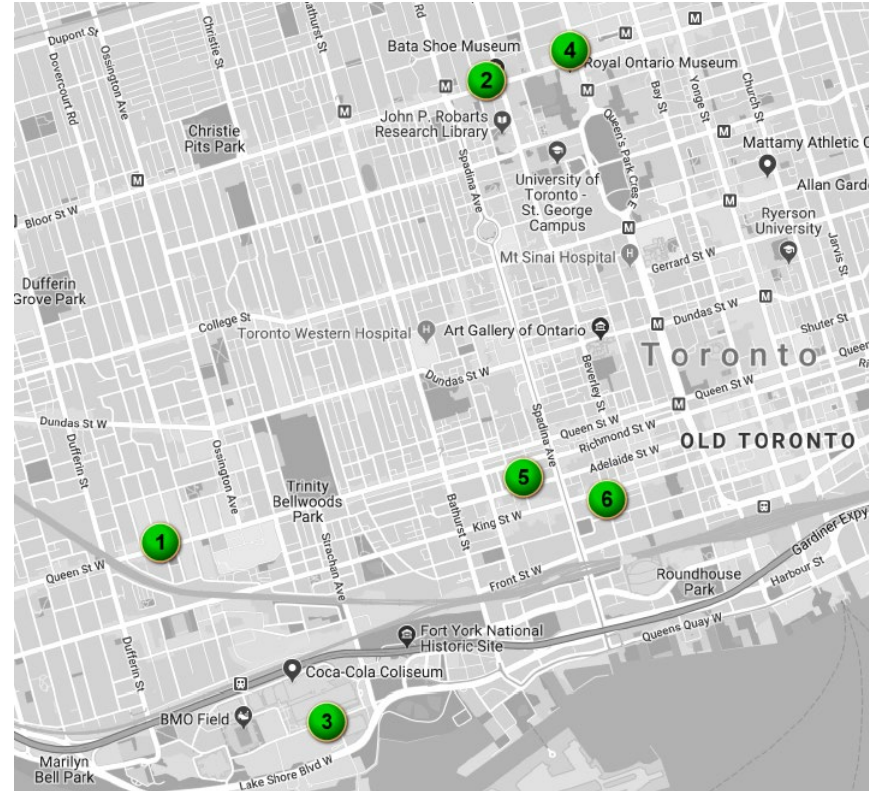 Dupont St
Dovercourt Rd
Ossington Ave
Christie St
Bathurst St
Rd
Bata Shoe Museum
4
Royal Ontario Museum
2
M
M
M
M
M
John P. Robarts
Research Library
Christie
Pits Park
Bay St
Yonge St
Church St
Queen's Park Cres E
Mattamy Athletic C
Allan Garde
University of
Toronto -
St. George
Campus
Spadina Ave
M
M
Bloor St W
M
Ryerson
University
Jarvis St
Mt Sinai Hospital
H
Gerrard St W
Dufferin
Grove Park
College St
Toronto Western Hospital
H
Art Gallery of Ontario
M
Dundas St W
M
Shuter St
Toronto
Queen
Ri
Dundas St W
Beverley St
Queen St W
M
Dundas St W
Spadina Ave
Queen St W
Richmond St W
Adelaide St W
OLD TORONTO
Dufferin St
Ossington Ave
Trinity
Bellwoods
Park
5
6
Bathurst St
King St W
1
Queen St W
Strachan Ave
Front St W
Gardiner Expy
Harbour St
Roundhouse
Park
Queens Quay W
Dufferin St
Fort York National
Historic Site
Coca-Cola Coliseum
BMO Field
3
Marilyn
Bell Park
Lake Shore Blvd W